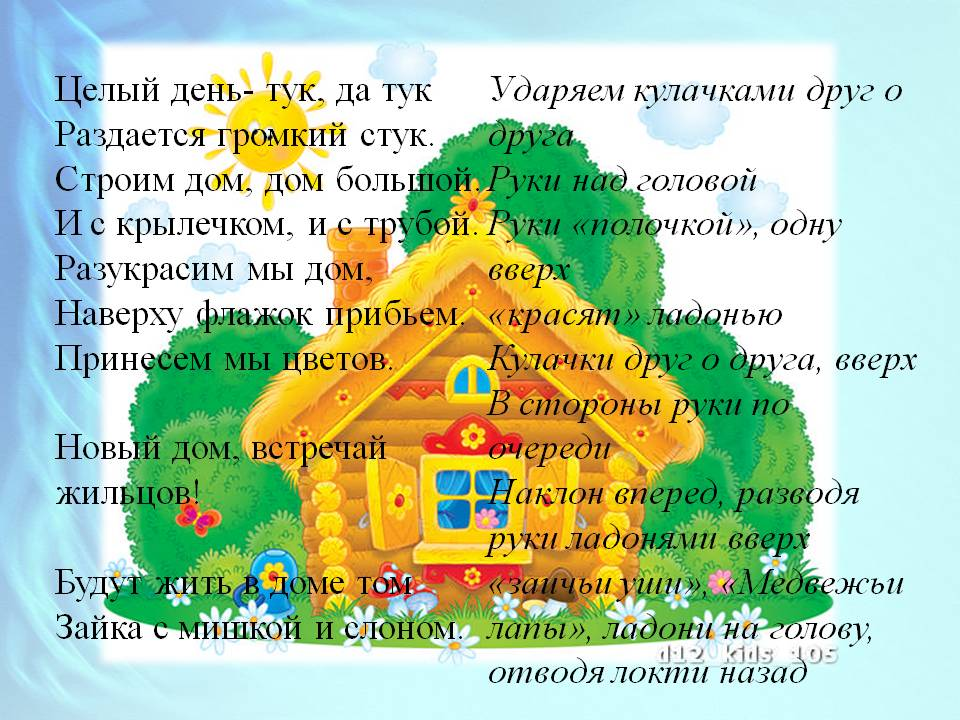 Целый день- тук, да тук
Раздается громкий стук.
Строим дом, дом большой.
И с крылечком, и с трубой.
Разукрасим мы дом,
Наверху флажок прибьем.
Принесем мы цветов.
Новый дом, встречай
жильцов!
Будут жить в доме том
Зайка с мишкой и слоном.
Ударяем кулачками друг о
друга
Руки над головой
Руки «полочкой», одну
вверх
«красят» ладонью
Кулачки друг о друга, вверх
В стороны руки по
очереди
Наклон вперед, разводя
руки ладонями вверх
«заичьи уши», «Медвежьи
лапы», ладони на голову,
отводя локти назад
d12 kids 105